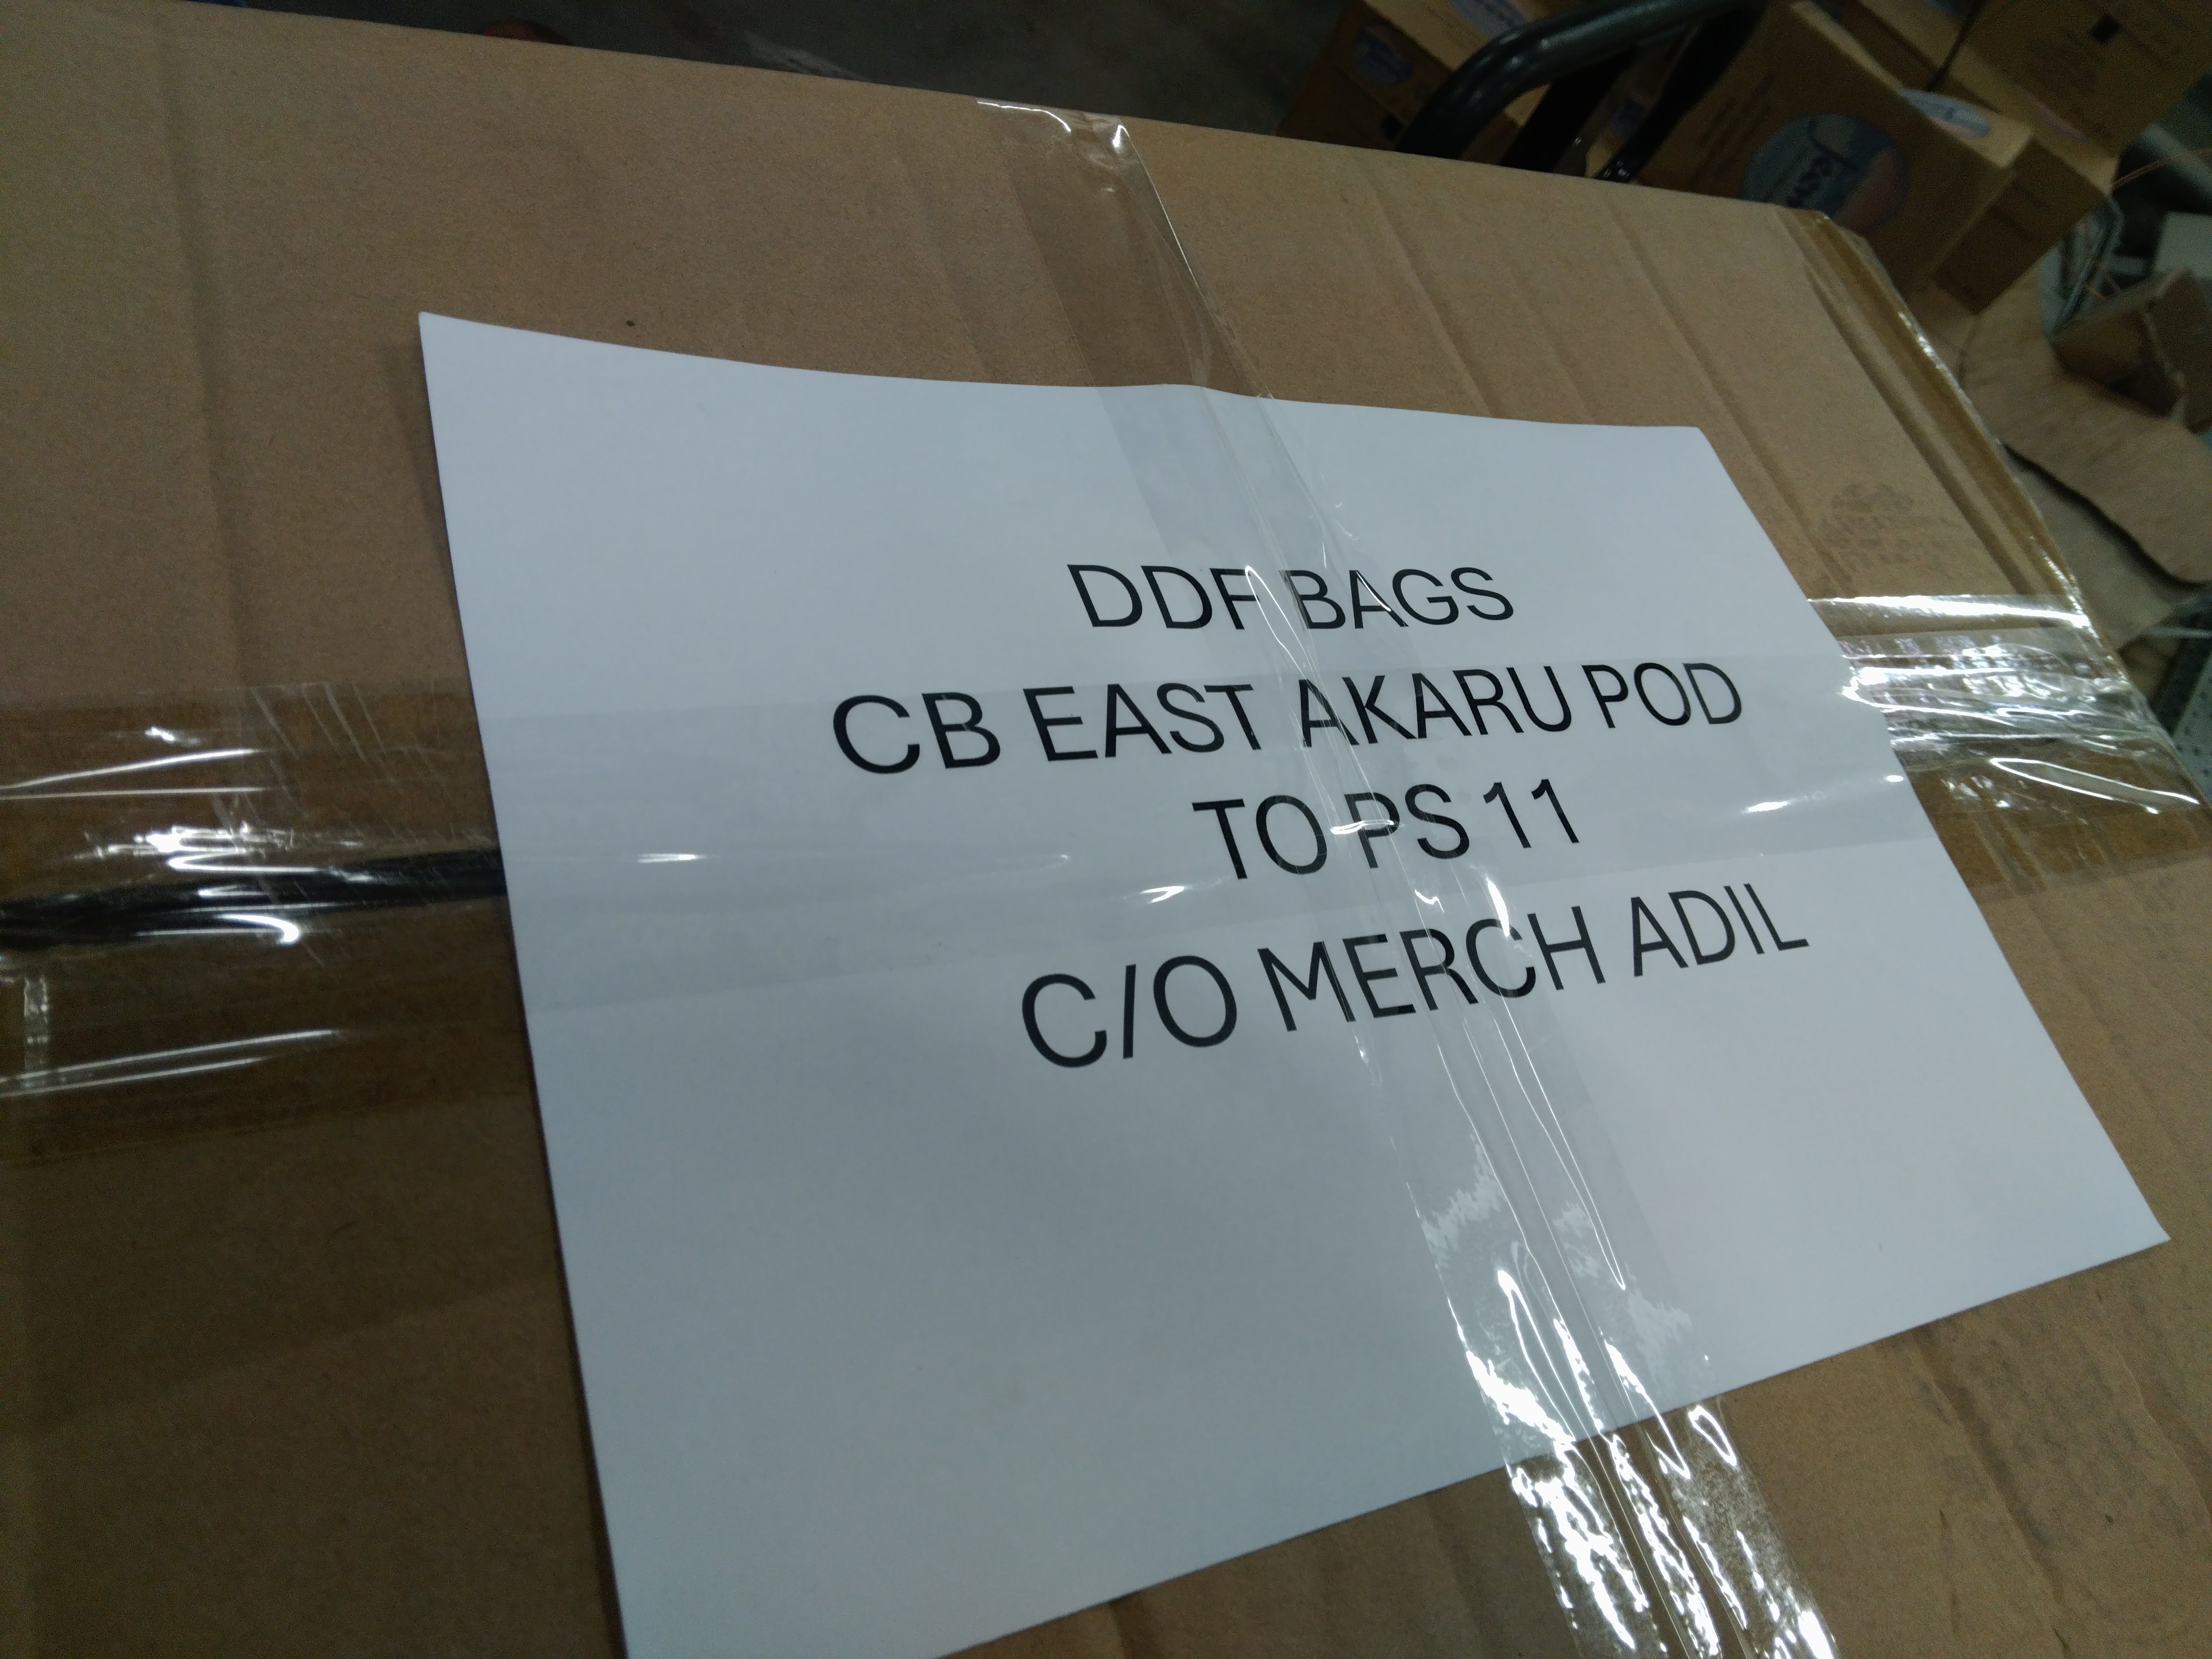 DDF BAGS
CB EAST AKARU POD
TO PS 11
C/O MERCH ADIL